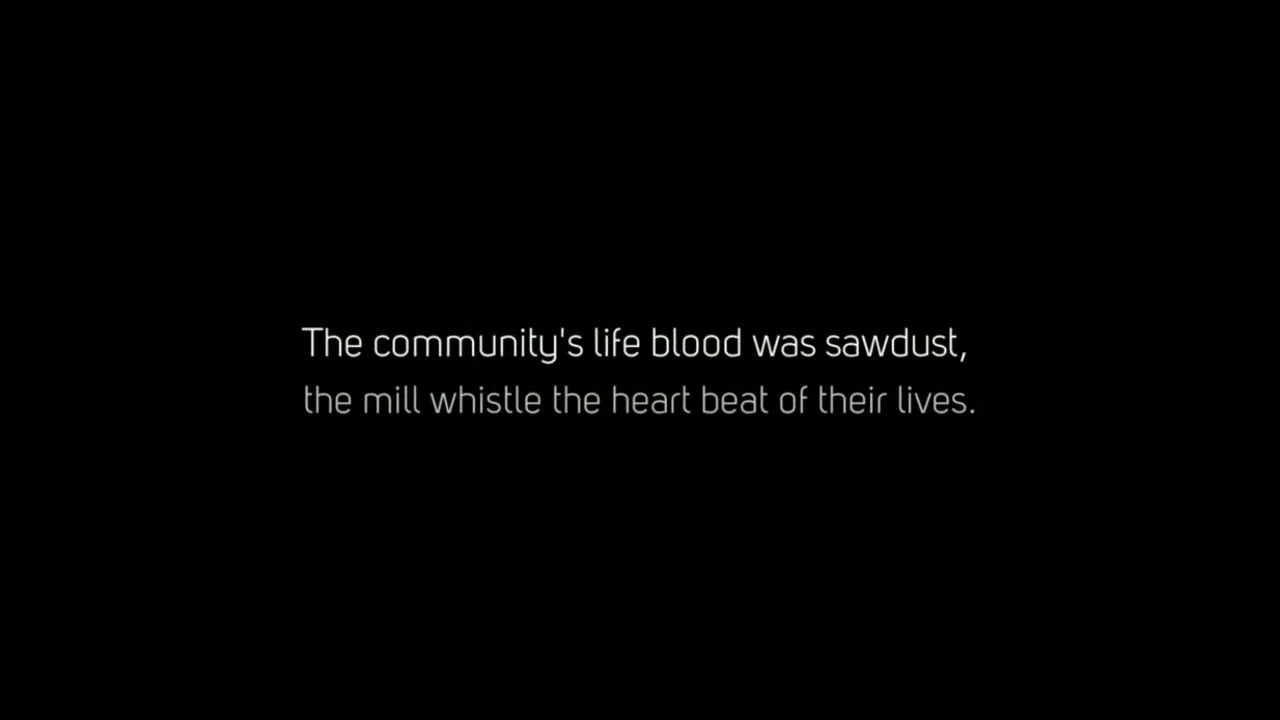 The community's life blood was sawdust,
the mill whistle the heart beat of their lives.